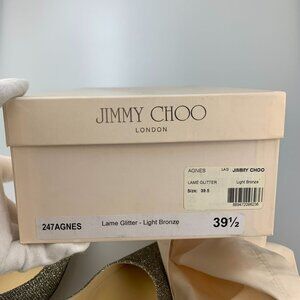 JIMMY CHOO
LONDON
AGNES LAG JIMMY CHOO
LAME GLITTER Light Bronze
Size: 39.5
247AGNES Lame Glitter - Light Bronze 39½